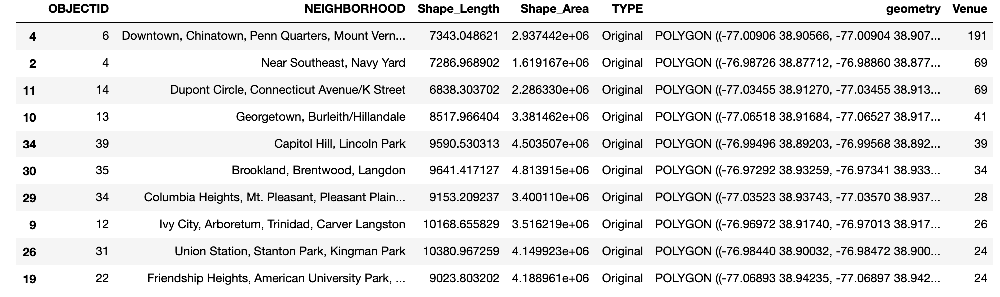 OBJECTID NEIGHBORHOOD Shape_Length Shape_Area TYPE geometry Venue
4 6 Downtown, Chinatown, Penn Quarters, Mount Vern... 7343.048621 2.937442e+06 Original POLYGON ((-77.00906 38.90566, -77.00904 38.907... 191
2 4 Near Southeast, Navy Yard 7286.968902 1.619167e+06 Original POLYGON ((-76.98726 38.87712, -76.98860 38.877... 69
11 14 Dupont Circle, Connecticut Avenue/K Street 6838.303702 2.286330e+06 Original POLYGON ((-77.03455 38.91270, -77.03455 38.913... 69
10 13 Georgetown, Burleith/Hillandale 8517.966404 3.381462e+06 Original POLYGON ((-77.06518 38.91684, -77.06527 38.917... 41
34 39 Capitol Hill, Lincoln Park 9590.530313 4.503507e+06 Original POLYGON ((-76.99496 38.89203, -76.99568 38.892... 39
30 35 Brookland, Brentwood, Langdon 9641.417127 4.813915e+06 Original POLYGON ((-76.97292 38.93259, -76.97341 38.933... 34
29 34 Columbia Heights, Mt. Pleasant, Pleasant Plain... 9153.209237 3.400110e+06 Original POLYGON ((-77.03523 38.93743, -77.03570 38.937... 28
9 12 Ivy City, Arboretum, Trinidad, Carver Langston 10168.655829 3.516219e+06 Original POLYGON ((-76.96972 38.91740, -76.97013 38.917... 26
26 31 Union Station, Stanton Park, Kingman Park 10380.967259 4.149923e+06 Original POLYGON ((-76.98440 38.90032, -76.98472 38.900... 24
19 22 Friendship Heights, American University Park, ... 9023.803202 4.188961e+06 Original POLYGON ((-77.06893 38.94235, -77.06897 38.942... 24